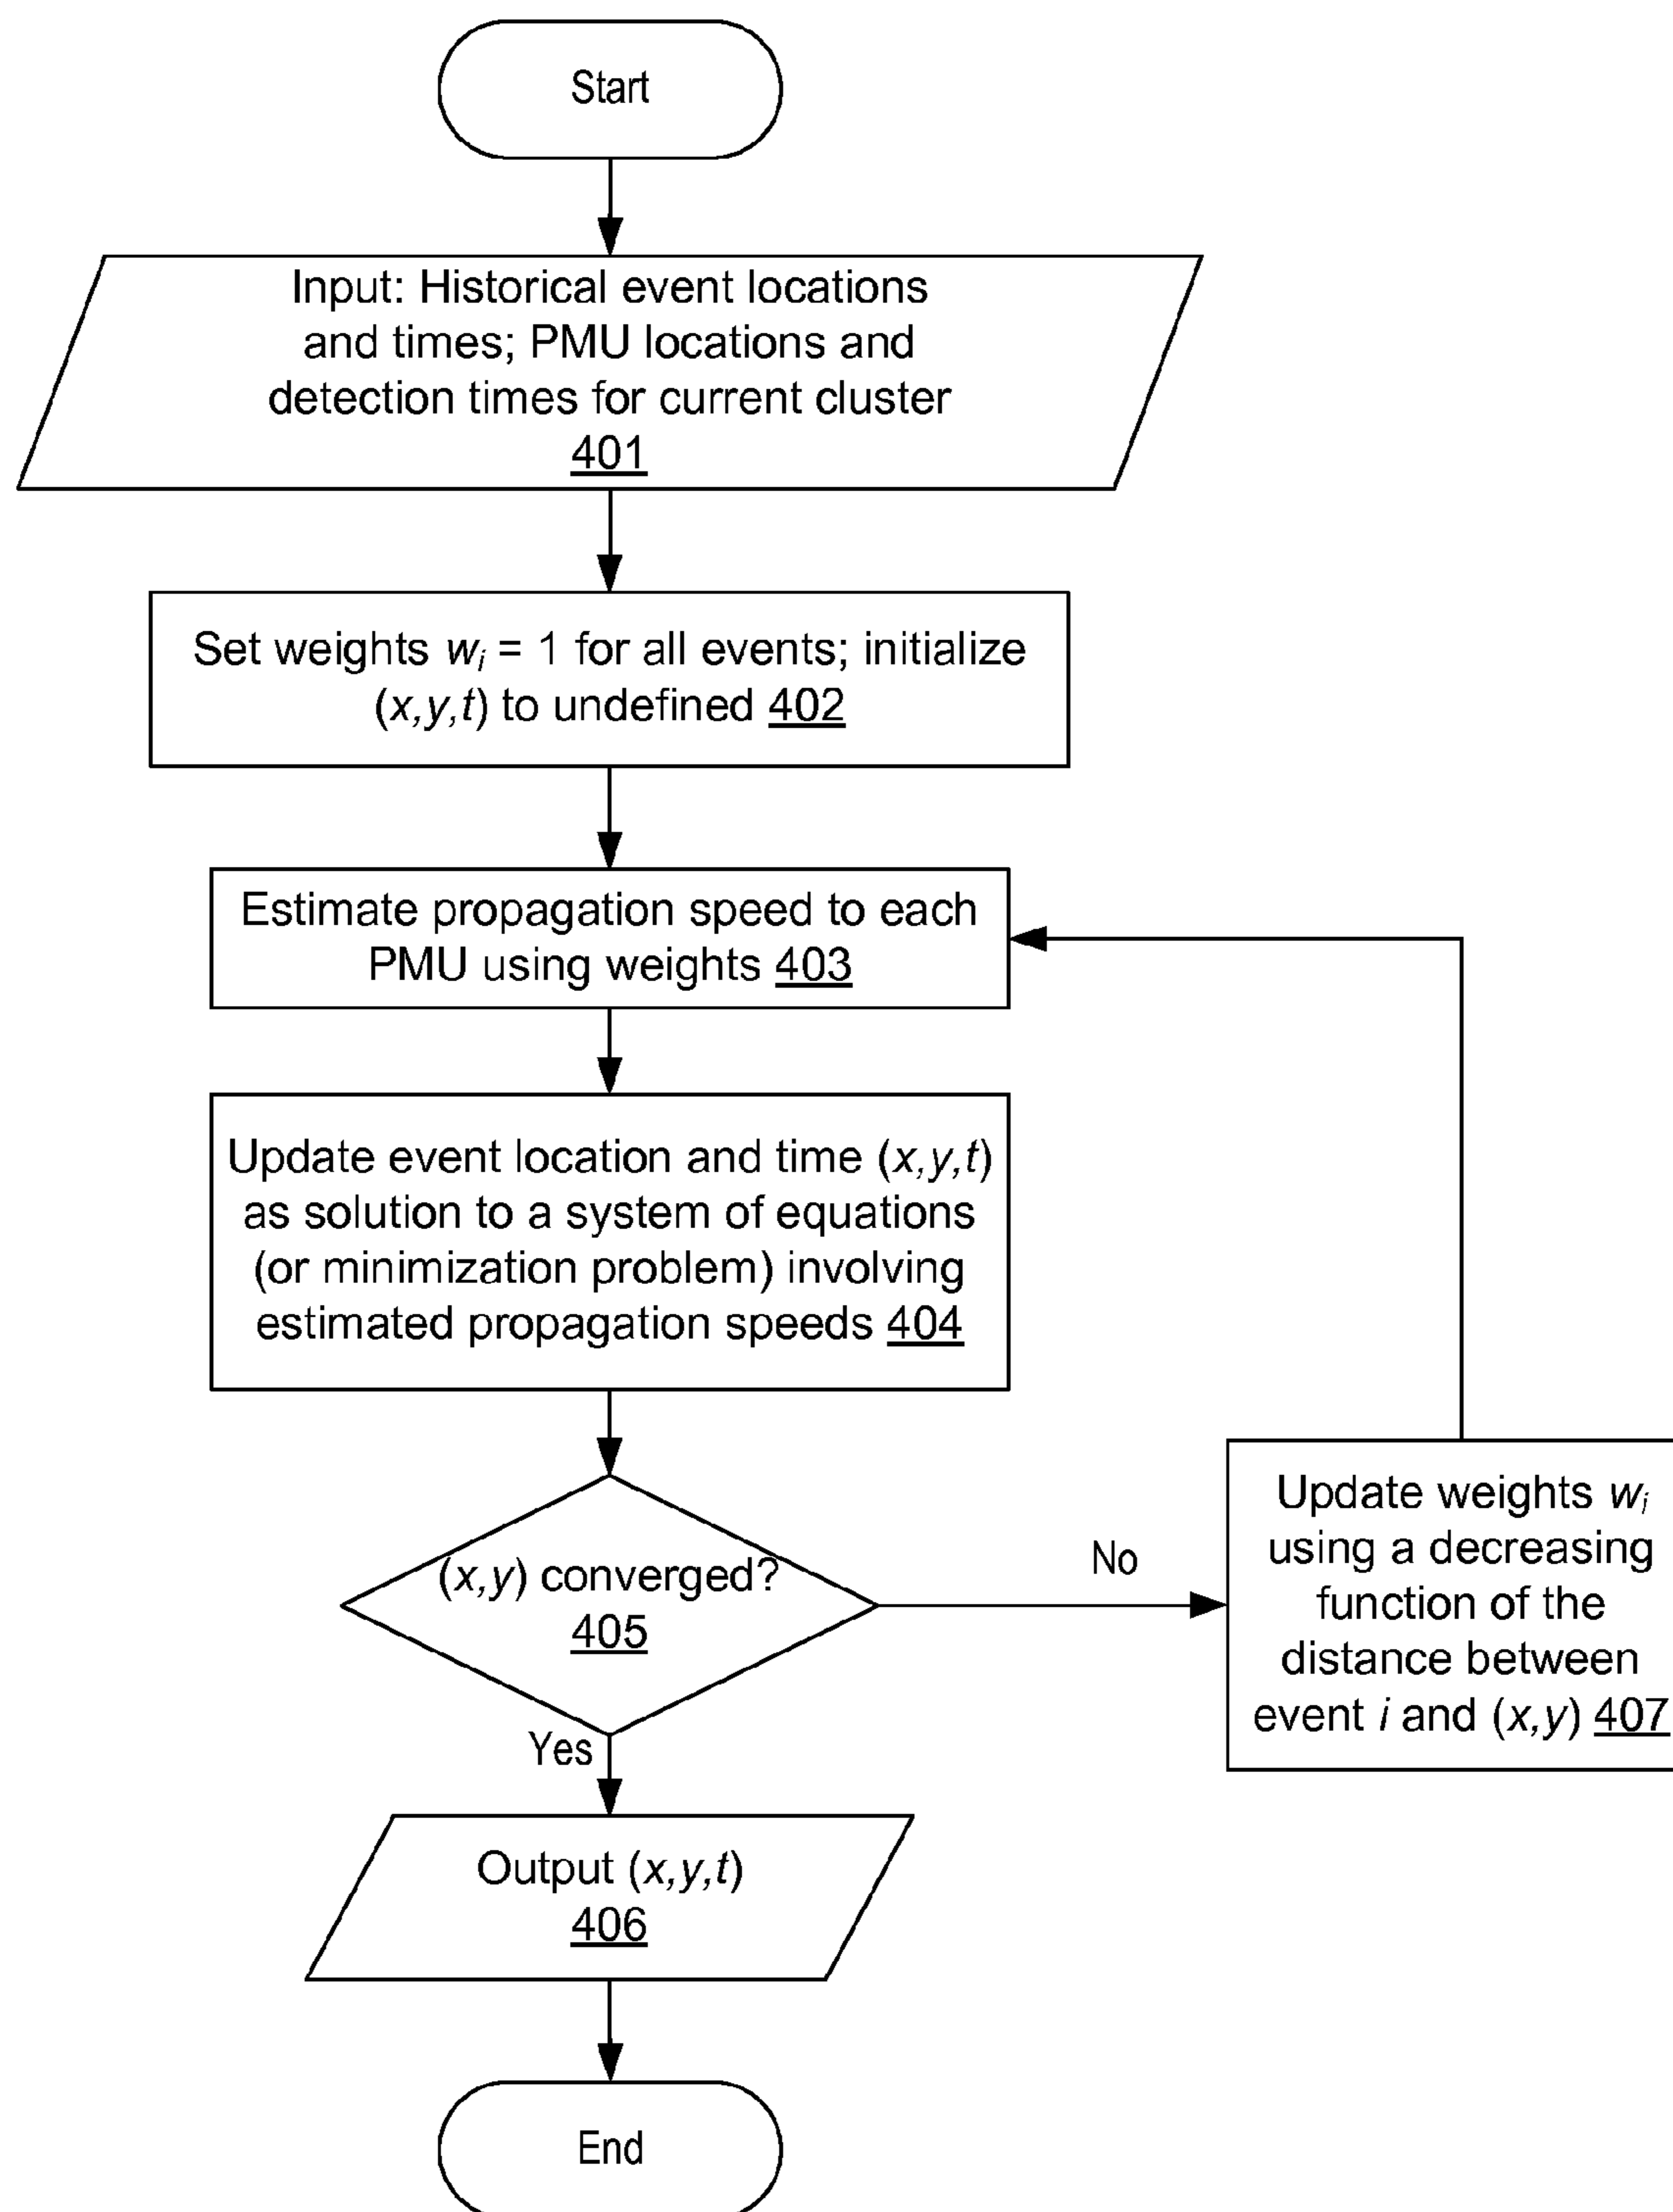 Start
Input: Historical event locations
and times; PMU locations and
detection times for current cluster
401
Set weights wi = 1 for all events; initialize
(x,y,t) to undefined 402
Estimate propagation speed to each
PMU using weights 403
Update event location and time (x,y,t)
as solution to a system of equations
(or minimization problem) involving
estimated propagation speeds 404
(x,y) converged?
405
No
Update weights wi
using a decreasing
function of the
distance between
event i and (x,y) 407
Yes
Output (x,y,t)
406
End